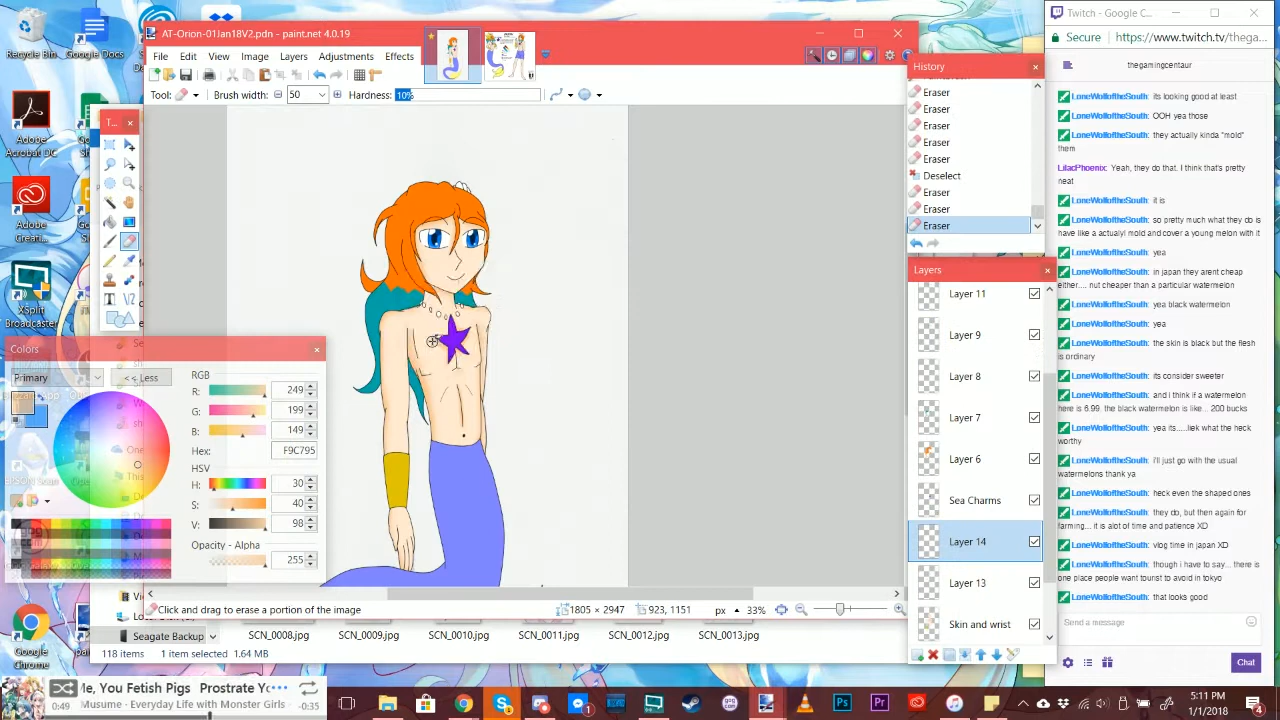 Recycle Bin
Google Docs
Adobe Acrobat DC
Adobe Creati...
XSplit Broadcaster
Google Chrome
AT-Orion-01Jan18V2.pdn - paint.net 4.0.19
File Edit View Image Layers Adjustments Effects
Tool: Brush width: 50 Hardness: 10%
T...
Colors
Primary << Less
RGB
R: 249
G: 199
B: 149
Hex: F9C795
HSV
H: 30
S: 40
V: 98
Opacity - Alpha
255
History
Eraser
Eraser
Eraser
Eraser
Eraser
Deselect
Eraser
Eraser
Eraser
Layers
Layer 11
Layer 9
Layer 8
Layer 7
Layer 6
Sea Charms
Layer 14
Layer 13
Skin and wrist
Click and drag to erase a portion of the image
1805 × 2947 923, 1151 px 33%
Seagate Backup
SCN_0008.jpg SCN_0009.jpg SCN_0010.jpg SCN_0011.jpg SCN_0012.jpg SCN_0013.jpg
118 items 1 item selected 1.64 MB
Me, You Fetish Pigs Prostrate Yo
Musume - Everyday Life with Monster Girls
0:49 -0:35
Twitch - Google C...
Secure https://www.twitch.tv/thega...
thegamingcentaur
LoneWolfoftheSouth: its looking good at least
LoneWolfoftheSouth: OOH yea those
LoneWolfoftheSouth: they actually kinda "mold"
them
LilacPhoenix: Yeah, they do that. I think that's pretty
neat
LoneWolfoftheSouth: it is
LoneWolfoftheSouth: so pretty much what they do is
have like a actualyl mold and cover a young melon with it
LoneWolfoftheSouth: yea
LoneWolfoftheSouth: in japan they arent cheap
either.... nut cheaper than a particular watermelon
LoneWolfoftheSouth: yea black watermelon
LoneWolfoftheSouth: yea
LoneWolfoftheSouth: the skin is black but the flesh
is ordinary
LoneWolfoftheSouth: its consider sweeter
LoneWolfoftheSouth: and i think if a watermelon
here is 6.99. the black watermelon is like... 200 bucks
LoneWolfoftheSouth: yea its.....liek what the heck
worthy
LoneWolfoftheSouth: i'll just go with the usual
watermelons thank ya
LoneWolfoftheSouth: heck even the shaped ones
LoneWolfoftheSouth: they do, but then again for
farming... it is alot of time and patience XD
LoneWolfoftheSouth: vlog time in japan XD
LoneWolfoftheSouth: though i have to say... there is
one place people want tourist to avoid in tokyo
LoneWolfoftheSouth: that looks good
Send a message
Chat
5:11 PM
1/1/2018